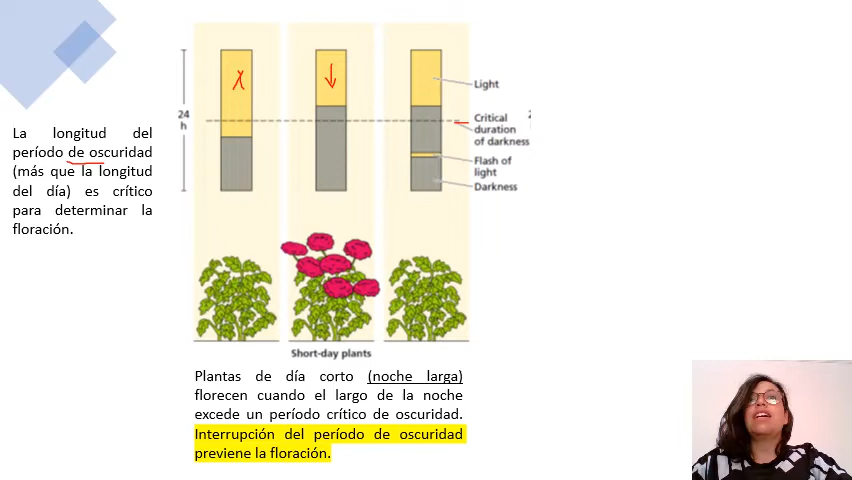 La longitud del
período de oscuridad
(más que la longitud
del día) es crítico
para determinar la
floración.
24
h
Light
Critical
duration
of darkness
Flash of
light
Darkness
2
Short-day plants
Plantas de día corto (noche larga)
florecen cuando el largo de la noche
excede un período crítico de oscuridad.
Interrupción del período de oscuridad
previene la floración.